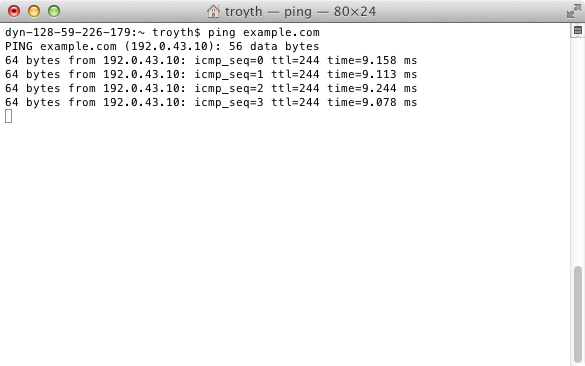 troyth — ping — 80×24
dyn-128-59-226-179:~ troyth$ ping example.com
PING example.com (192.0.43.10): 56 data bytes
64 bytes from 192.0.43.10: icmp_seq=0 ttl=244 time=9.158 ms
64 bytes from 192.0.43.10: icmp_seq=1 ttl=244 time=9.113 ms
64 bytes from 192.0.43.10: icmp_seq=2 ttl=244 time=9.244 ms
64 bytes from 192.0.43.10: icmp_seq=3 ttl=244 time=9.078 ms